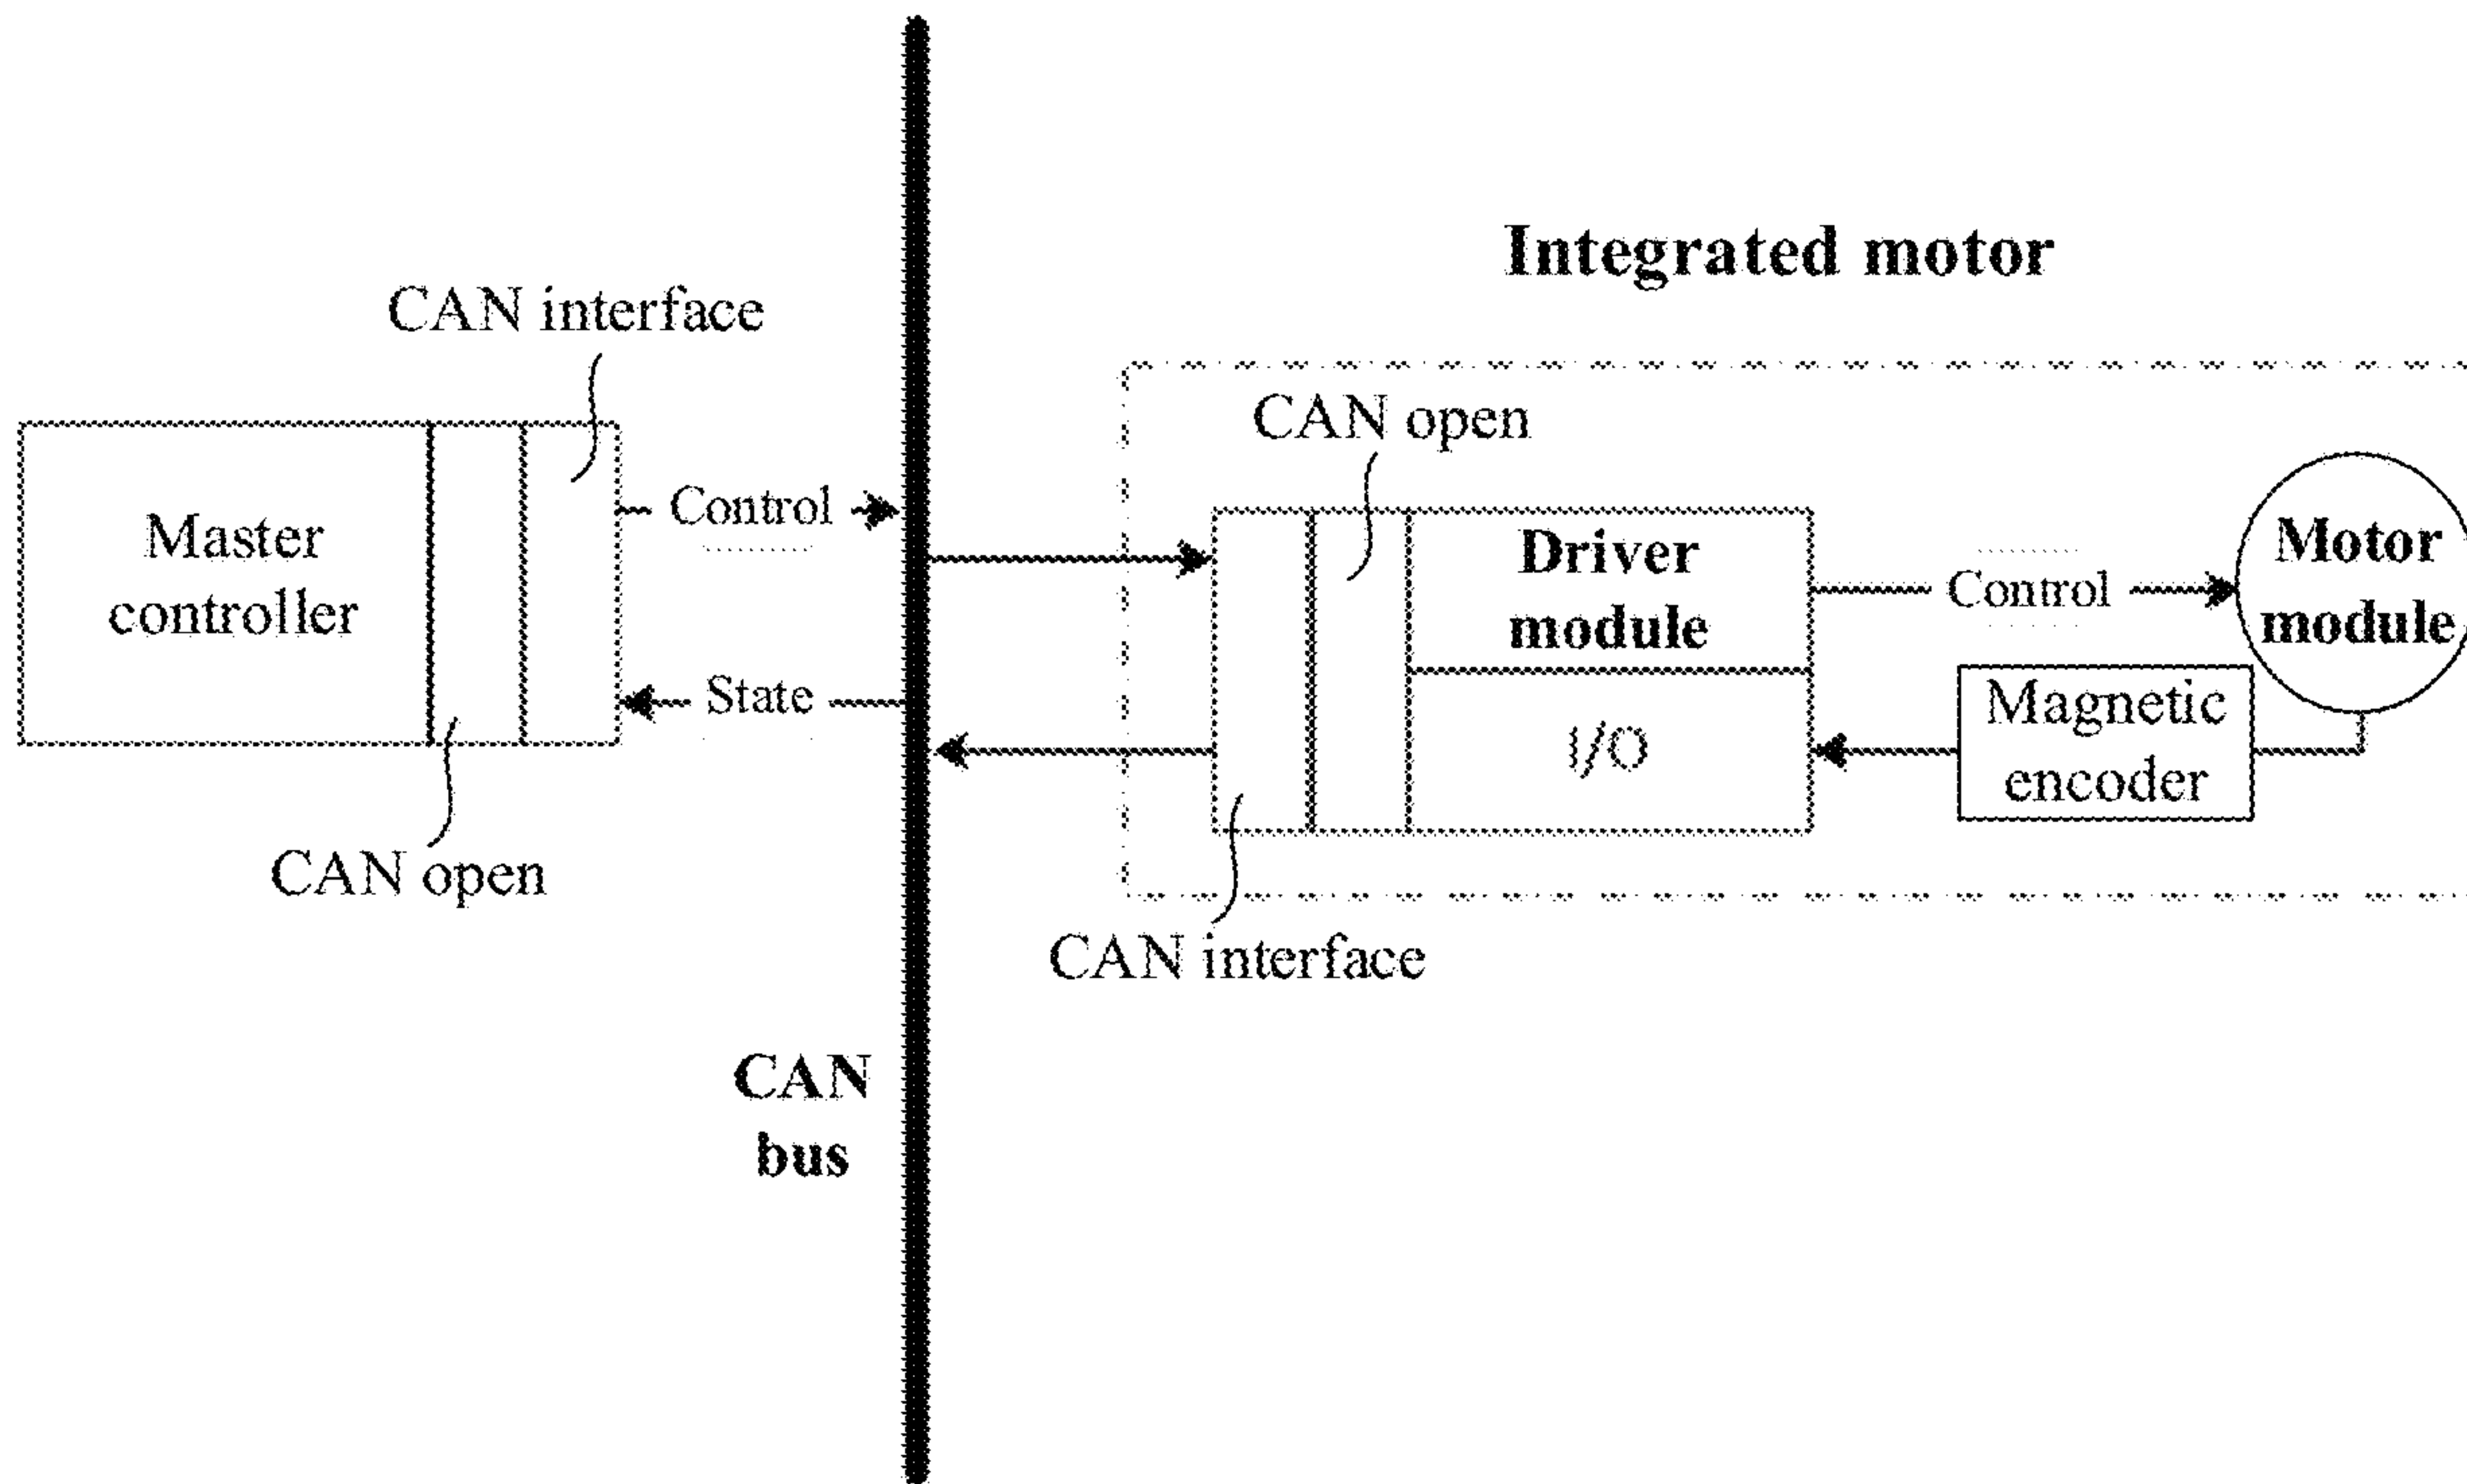 Integrated motor
CAN interface
CAN open
Master
controller
Control
State
CAN open
Driver
module
I/O
Control
Motor
module
Magnetic
encoder
CAN interface
CAN
bus